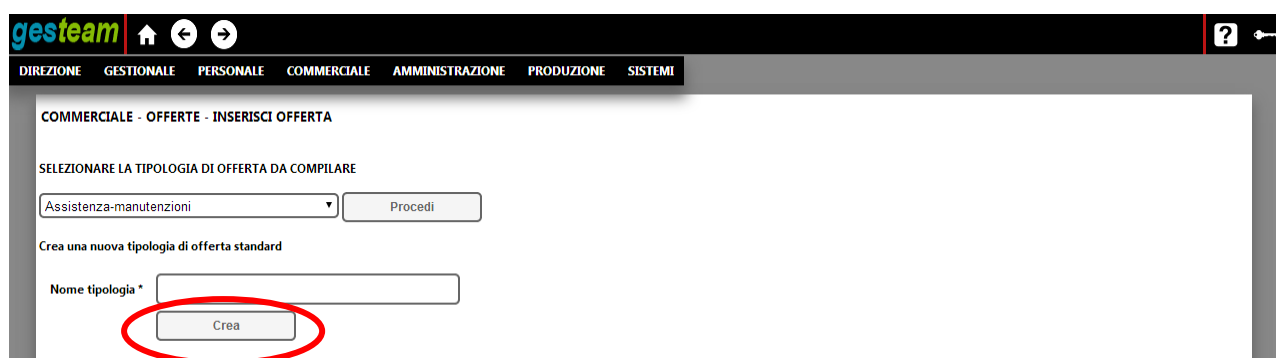 gesteam ?
DIREZIONE GESTIONALE PERSONALE COMMERCIALE AMMINISTRAZIONE PRODUZIONE SISTEMI
COMMERCIALE - OFFERTE - INSERISCI OFFERTA
SELEZIONARE LA TIPOLOGIA DI OFFERTA DA COMPILARE
Assistenza-manutenzioni Procedi
Crea una nuova tipologia di offerta standard
Nome tipologia *
Crea